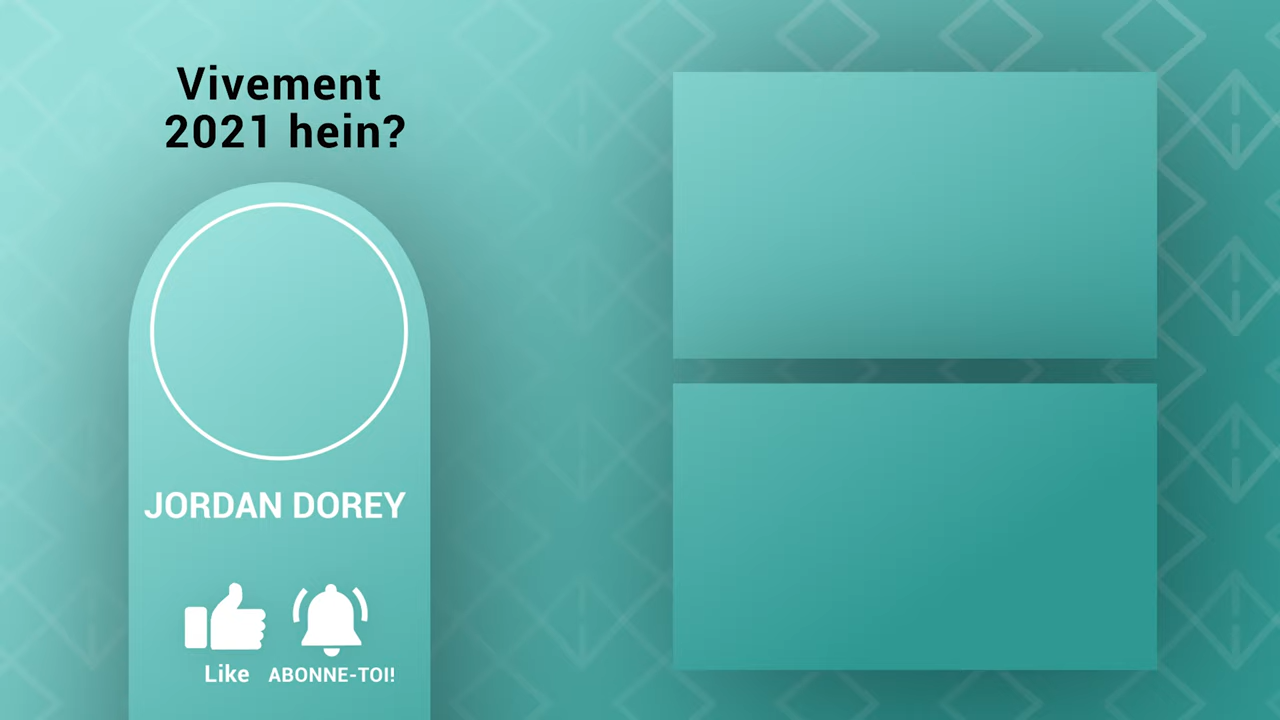 Vivement
2021 hein?
JORDAN DOREY
Like
ABONNE-TOI!